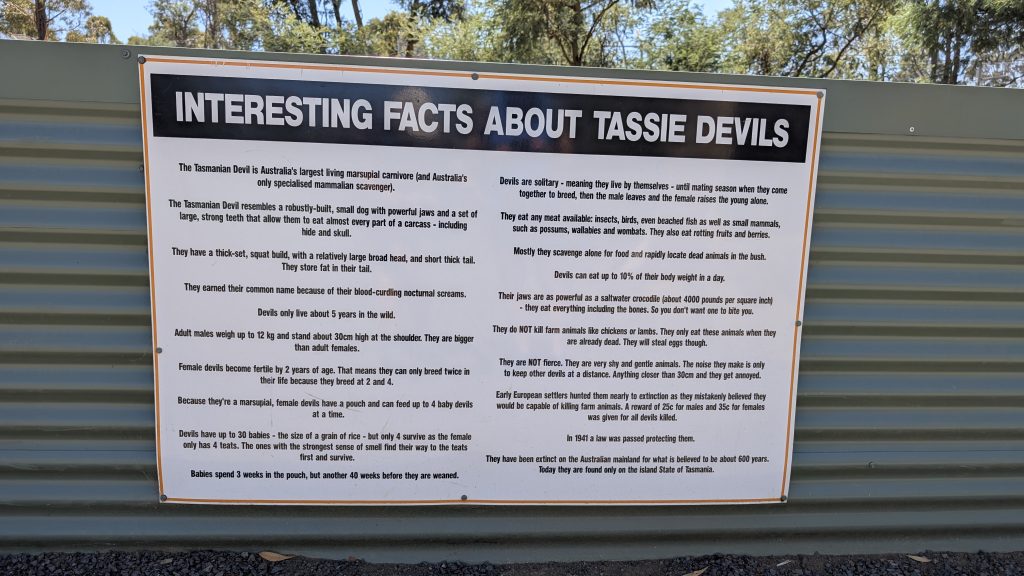 INTERESTING FACTS ABOUT TASSIE DEVILS
The Tasmanian Devil is Australia's largest living marsupial carnivore (and Australia's
only specialised mammalian scavenger).
The Tasmanian Devil resembles a robustly-built, small dog with powerful jaws and a set of
large, strong teeth that allow them to eat almost every part of a carcass - including
hide and skull.
They have a thick-set, squat build, with a relatively large broad head, and short thick tail.
They store fat in their tail.
They earned their common name because of their blood-curdling nocturnal screams.
Devils only live about 5 years in the wild.
Adult males weigh up to 12 kg and stand about 30cm high at the shoulder. They are bigger
than adult females.
Female devils become fertile by 2 years of age. That means they can only breed twice in
their life because they breed at 2 and 4.
Because they're a marsupial, female devils have a pouch and can feed up to 4 baby devils
at a time.
Devils have up to 30 babies - the size of a grain of rice - but only 4 survive as the female
only has 4 teats. The ones with the strongest sense of smell find their way to the teats
first and survive.
Babies spend 3 weeks in the pouch, but another 40 weeks before they are weaned.
Devils are solitary - meaning they live by themselves - until mating season when they come
together to breed, then the male leaves and the female raises the young alone.
They eat any meat available: insects, birds, even beached fish as well as small mammals,
such as possums, wallabies and wombats. They also eat rotting fruits and berries.
Mostly they scavenge alone for food and rapidly locate dead animals in the bush.
Devils can eat up to 10% of their body weight in a day.
Their jaws are as powerful as a saltwater crocodile (about 4000 pounds per square inch)
- they eat everything including the bones. So you don't want one to bite you.
They do NOT kill farm animals like chickens or lambs. They only eat these animals when they
are already dead. They will steal eggs though.
They are NOT fierce. They are very shy and gentle animals. The noise they make is only
to keep other devils at a distance. Anything closer than 30cm and they get annoyed.
Early European settlers hunted them nearly to extinction as they mistakenly believed they
would be capable of killing farm animals. A reward of 25c for males and 35c for females
was given for all devils killed.
In 1941 a law was passed protecting them.
They have been extinct on the Australian mainland for what is believed to be about 600 years.
Today they are found only on the island State of Tasmania.